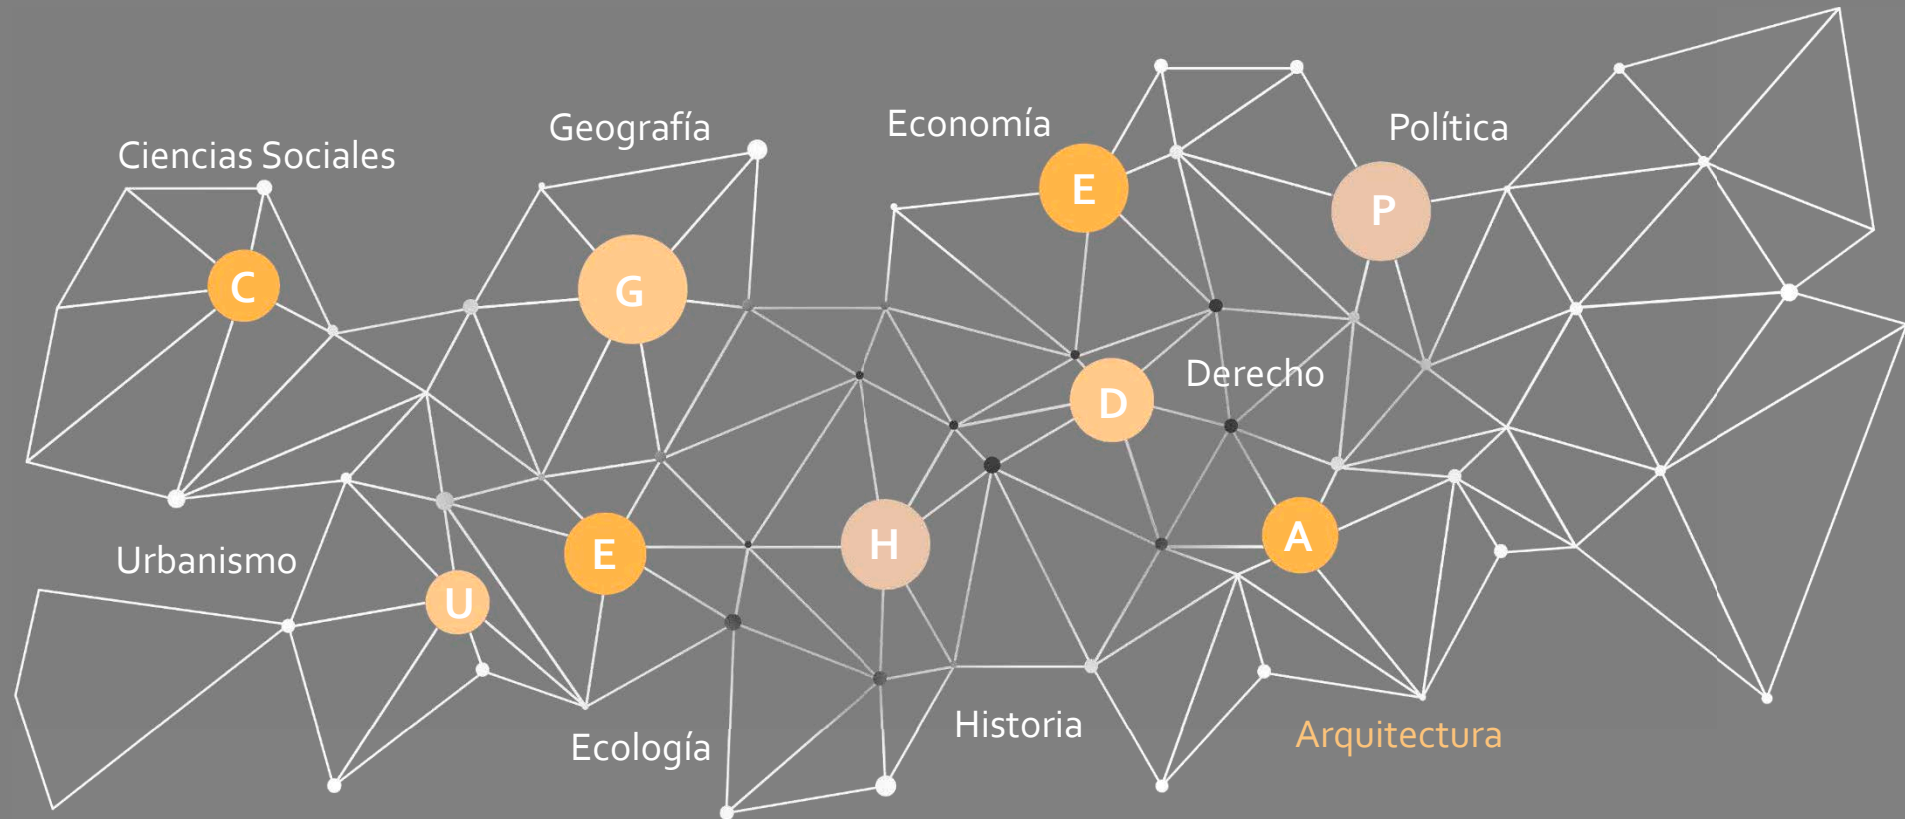 Ciencias Sociales
C
Geografía
G
Economía
E
Política
P
Derecho
D
Urbanismo
U
Ecología
E
Historia
H
Arquitectura
A